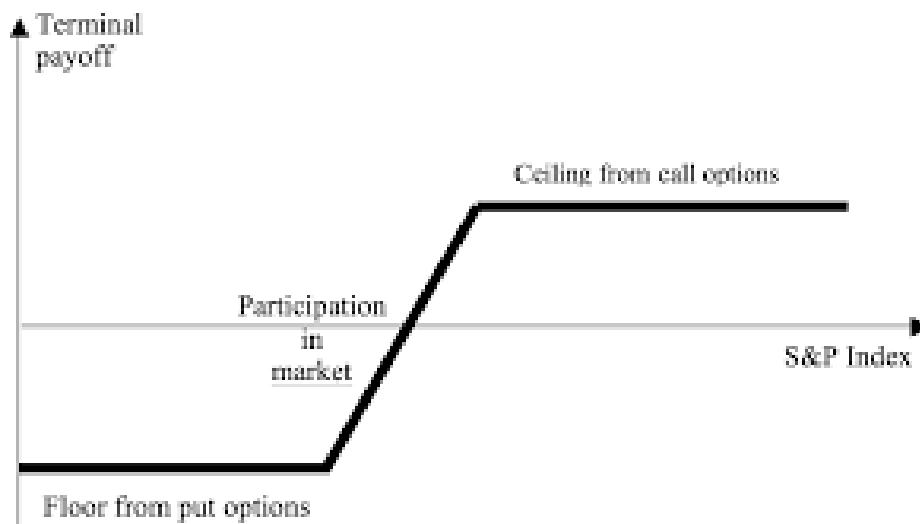 Terminal
payoff
Ceiling from call options
Participation
in
market
S&P Index
Floor from put options